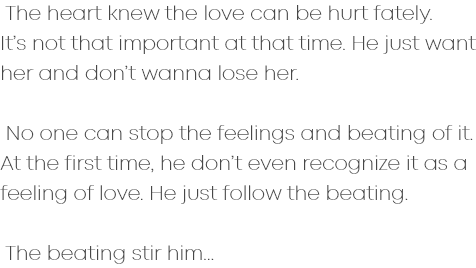 The heart knew the love can be hurt fately.
It's not that important at that time. He just want
her and don't wanna lose her.
No one can stop the feelings and beating of it.
At the first time, he don't even recognize it as a
feeling of love. He just follow the beating.
The beating stir him...